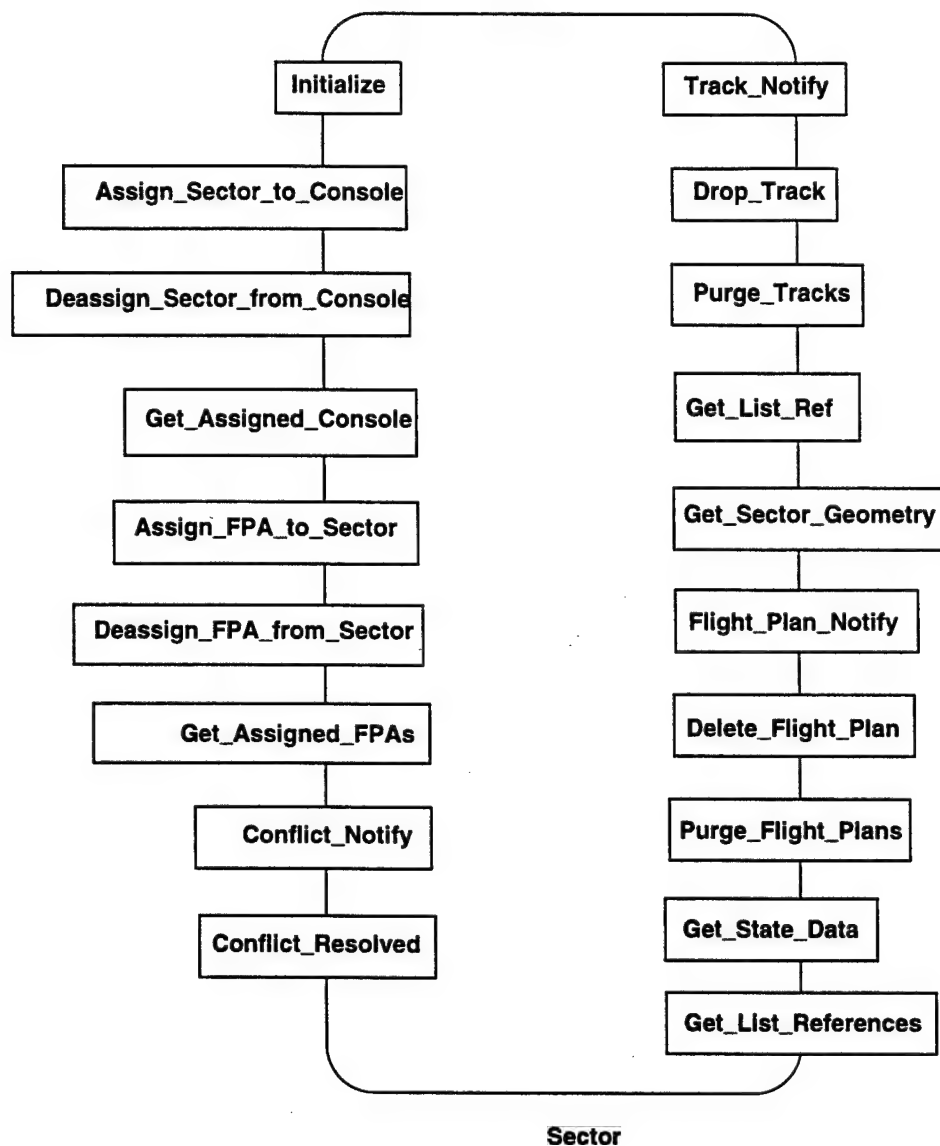 Initialize
Assign_Sector_to_Console
Deassign_Sector_from_Console
Get_Assigned_Console
Assign_FPA_to_Sector
Deassign_FPA_from_Sector
Get_Assigned_FPAs
Conflict_Notify
Conflict_Resolved
Track_Notify
Drop_Track
Purge_Tracks
Get_List_Ref
Get_Sector_Geometry
Flight_Plan_Notify
Delete_Flight_Plan
Purge_Flight_Plans
Get_State_Data
Get_List_References
Sector